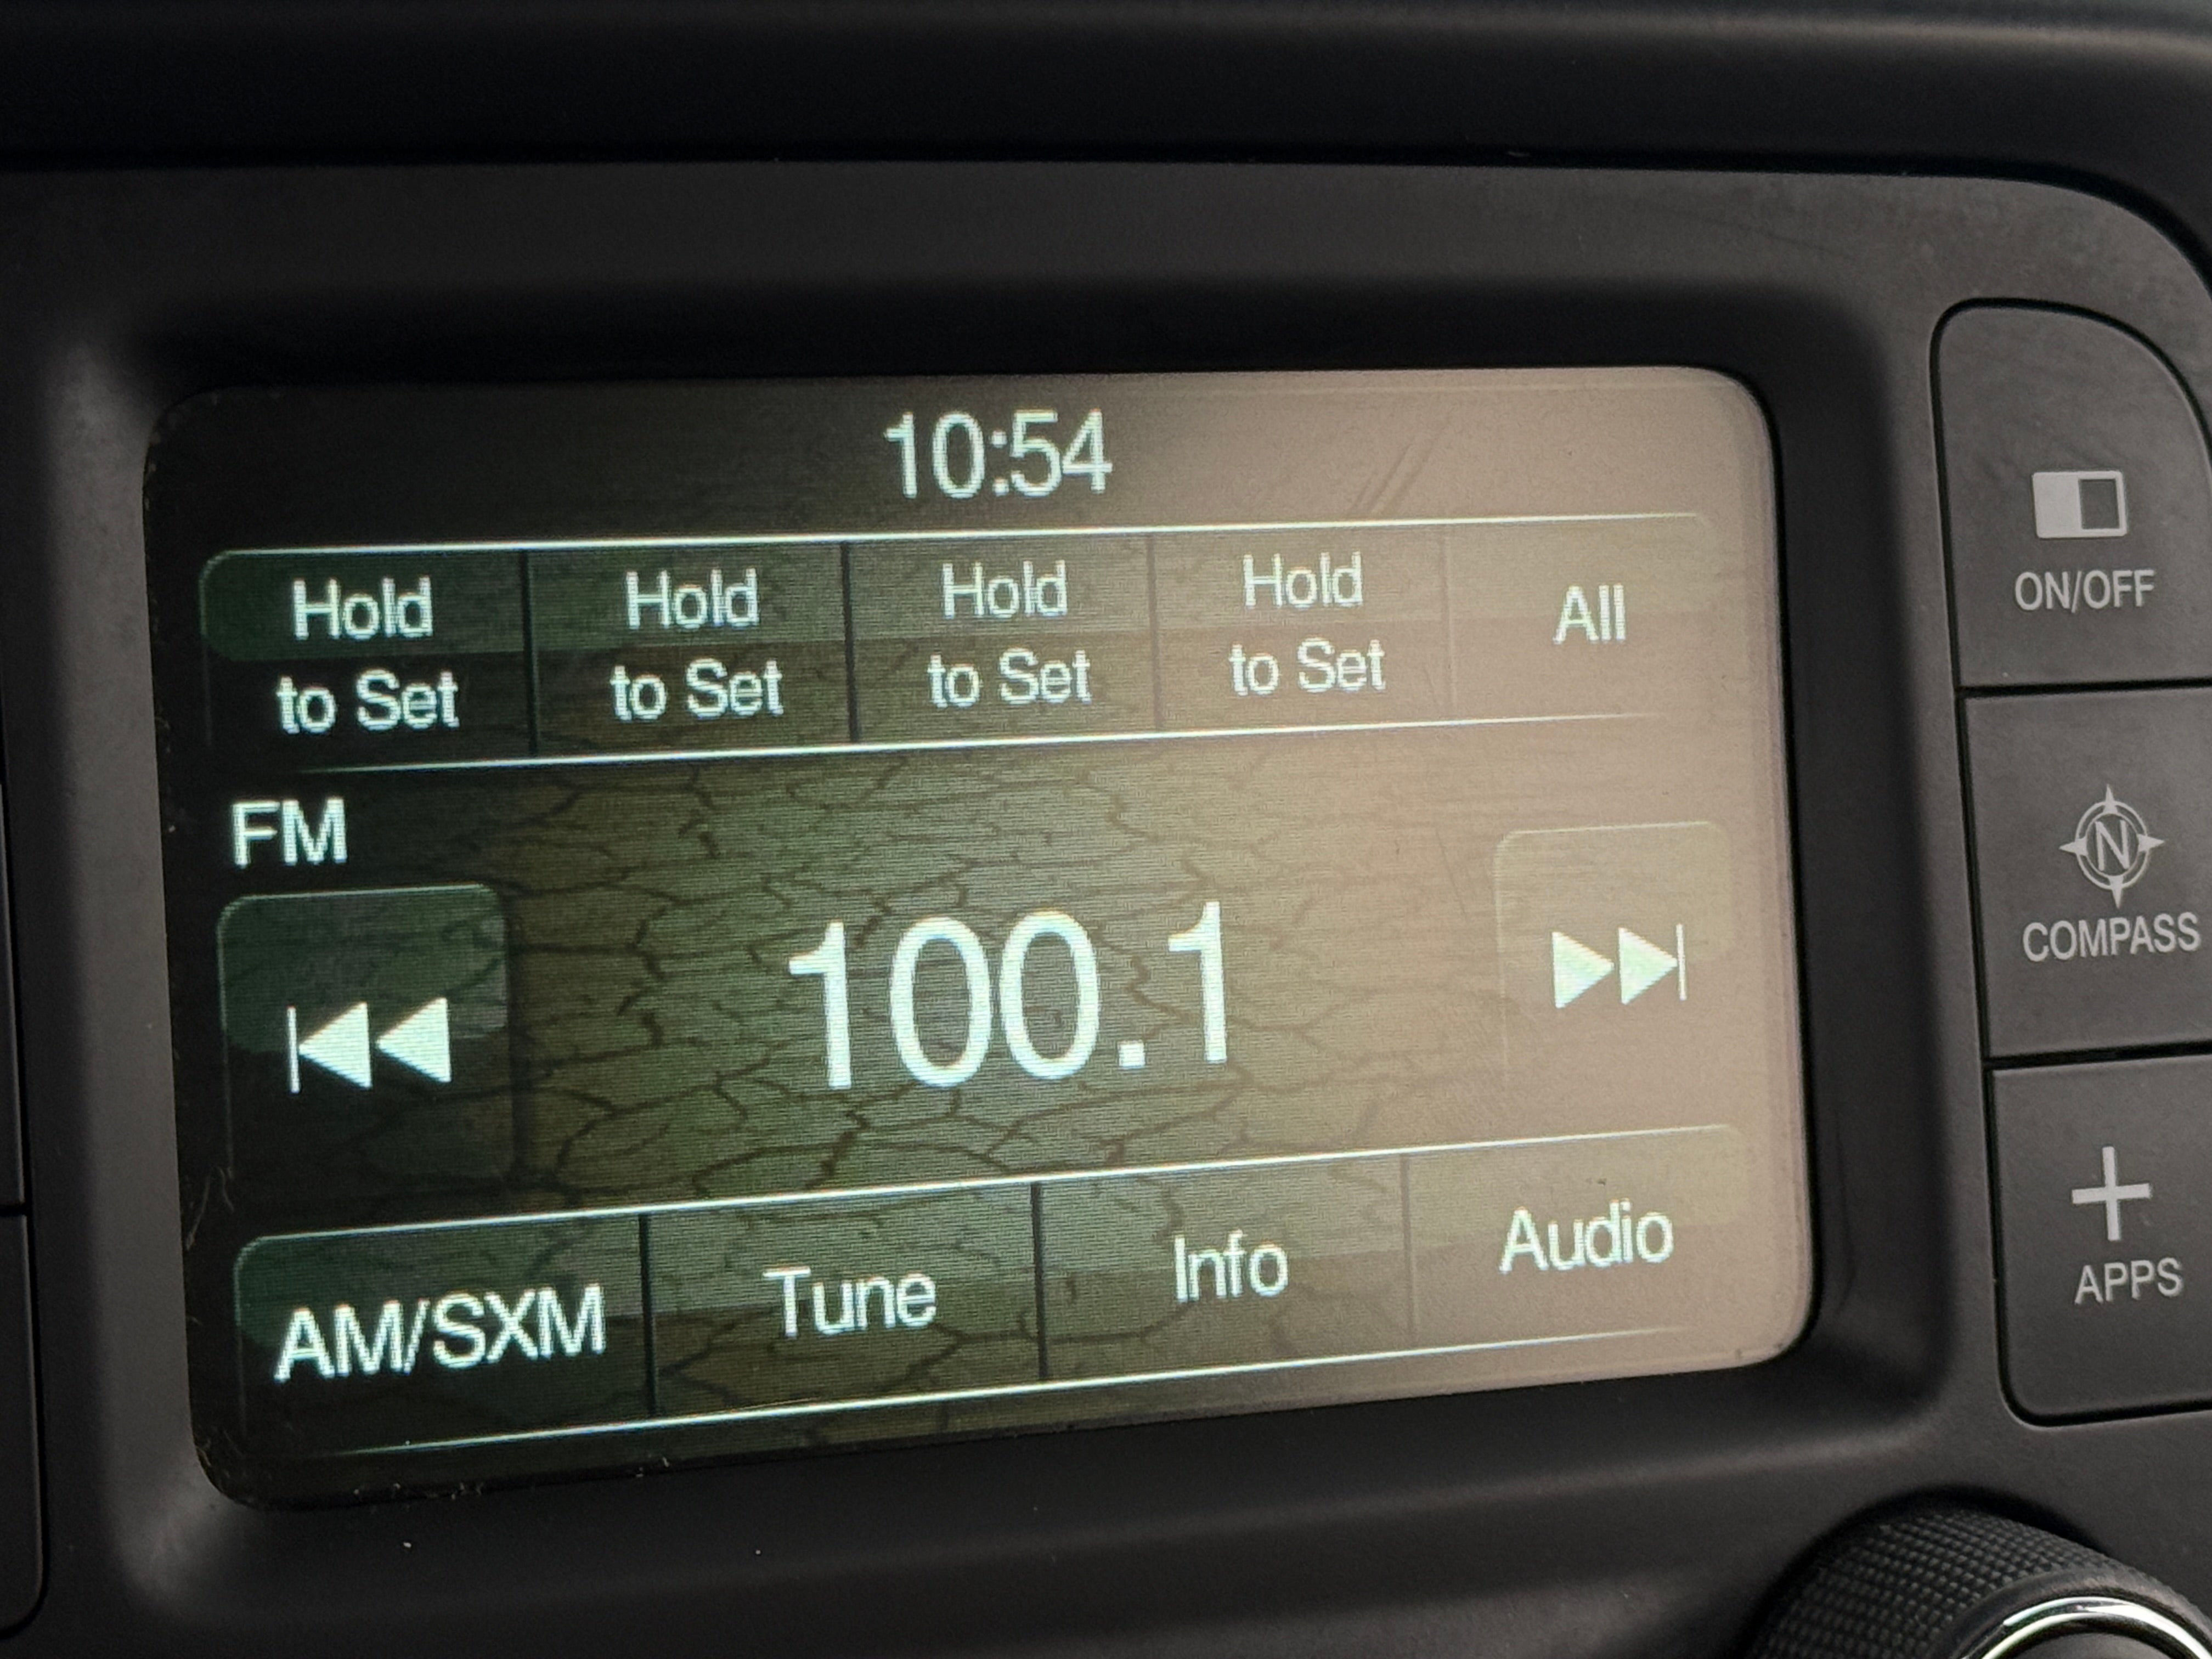 10:54
Hold to Set
Hold to Set
Hold to Set
Hold to Set
All
ON/OFF
FM
100.1
N
COMPASS
AM/SXM
Tune
Info
Audio
APPS